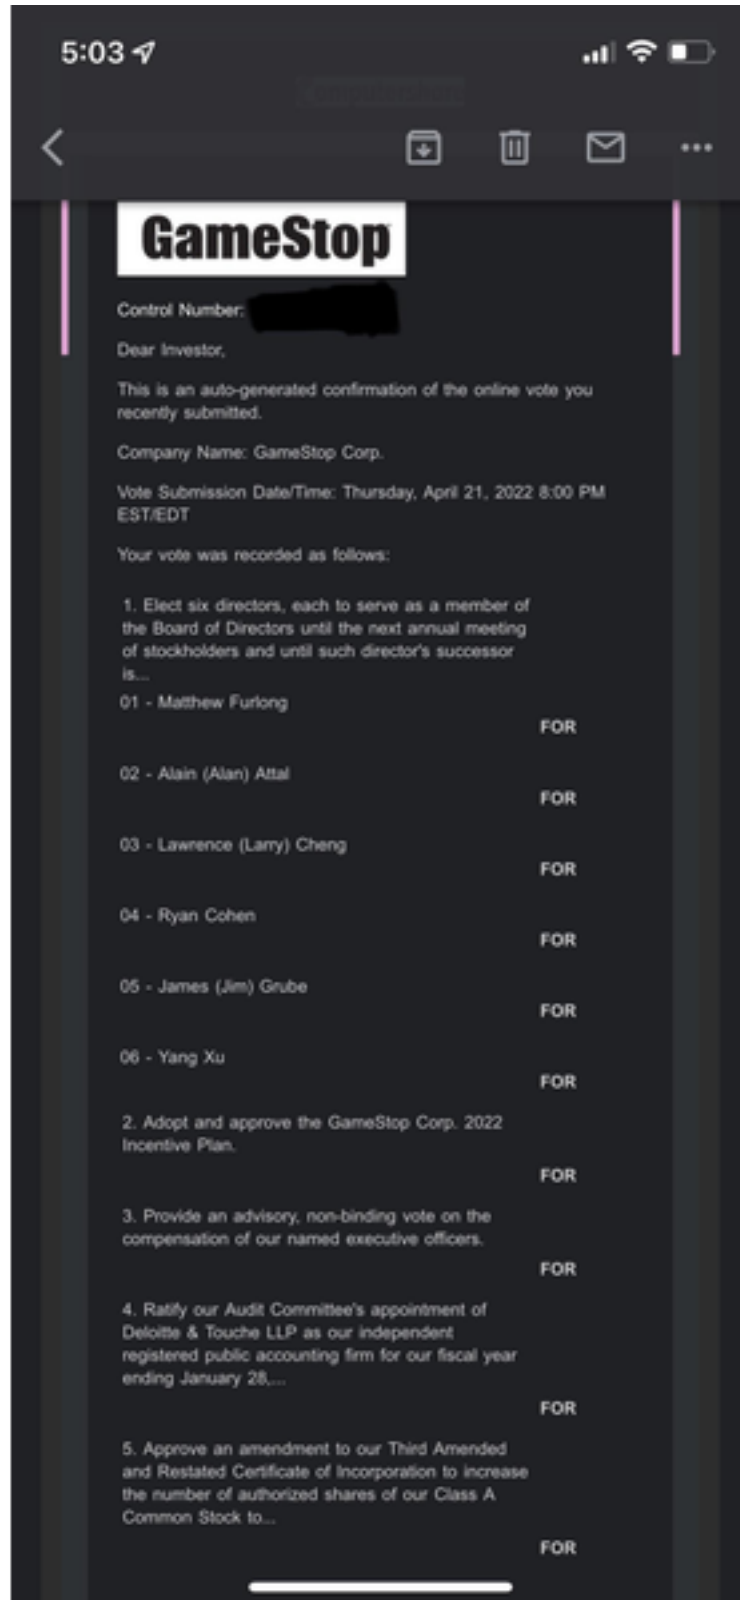 5:03
GameStop
Control Number:
Dear Investor,
This is an auto-generated confirmation of the online vote you
recently submitted.
Company Name: GameStop Corp.
Vote Submission Date/Time: Thursday, April 21, 2022 8:00 PM
EST/EDT
Your vote was recorded as follows:
1. Elect six directors, each to serve as a member of
the Board of Directors until the next annual meeting
of stockholders and until such director's successor
is...
01 - Matthew Furlong
FOR
02 - Alain (Alan) Attal
FOR
03 - Lawrence (Larry) Cheng
FOR
04 - Ryan Cohen
FOR
05 - James (Jim) Grube
FOR
06 - Yang Xu
FOR
2. Adopt and approve the GameStop Corp. 2022
Incentive Plan.
FOR
3. Provide an advisory, non-binding vote on the
compensation of our named executive officers.
FOR
4. Ratify our Audit Committee's appointment of
Deloitte & Touche LLP as our independent
registered public accounting firm for our fiscal year
ending January 28,...
FOR
5. Approve an amendment to our Third Amended
and Restated Certificate of Incorporation to increase
the number of authorized shares of our Class A
Common Stock to...
FOR